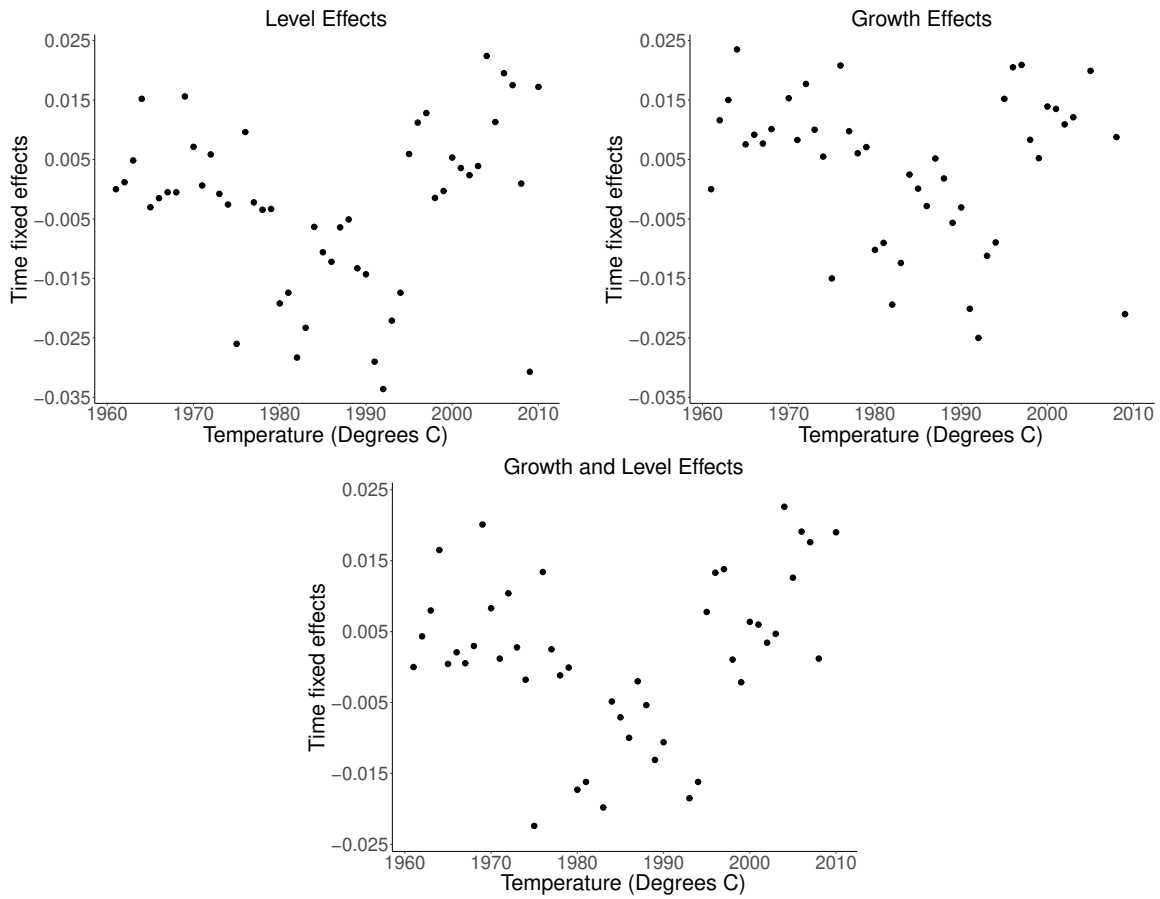 Level Effects
0.025
0.015
0.005
−0.005
−0.015
−0.025
−0.035
Time fixed effects
1960 1970 1980 1990 2000 2010
Temperature (Degrees C)
Growth Effects
0.025
0.015
0.005
−0.005
−0.015
−0.025
−0.035
Time fixed effects
1960 1970 1980 1990 2000 2010
Temperature (Degrees C)
Growth and Level Effects
0.025
0.015
0.005
−0.005
−0.015
−0.025
Time fixed effects
1960 1970 1980 1990 2000 2010
Temperature (Degrees C)